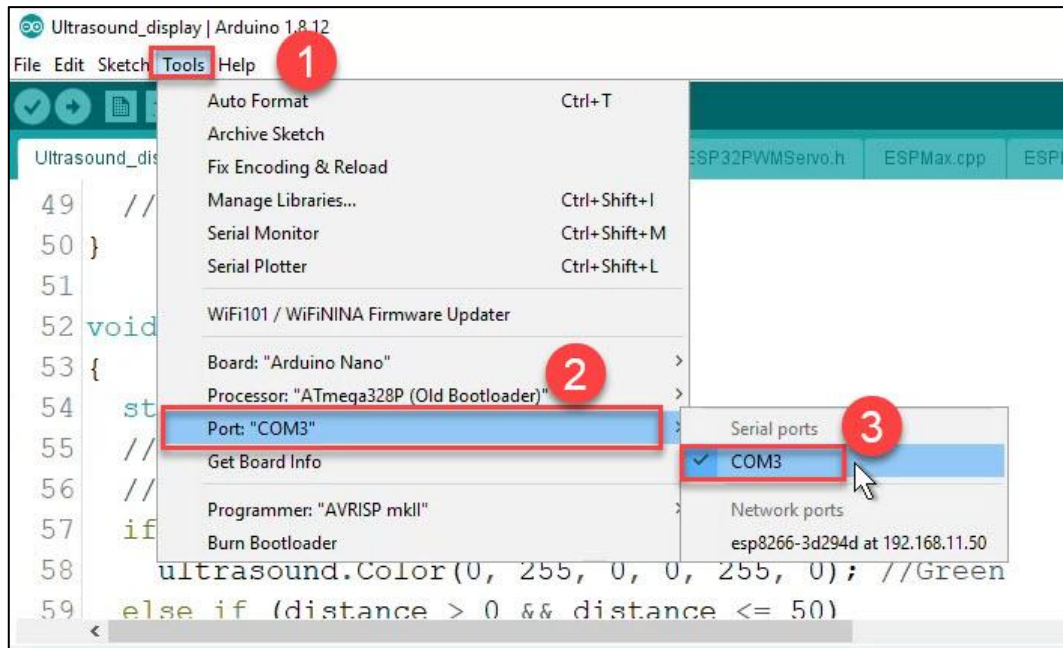 Ultrasound_display | Arduino 1.8.12
File Edit Sketch Tools Help
1
Auto Format Ctrl+T
Archive Sketch
Ultrasound_dis ESP32PWMServo.h ESPMax.cpp ESP
Fix Encoding & Reload
49 // Manage Libraries... Ctrl+Shift+I
Serial Monitor Ctrl+Shift+M
50 }
Serial Plotter Ctrl+Shift+L
51
WiFi101 / WiFiNINA Firmware Updater
52 void
53 { Board: "Arduino Nano"
2
Processor: "ATmega328P (Old Bootloader)"
54 st
Port: "COM3" Serial ports
3
55 // Get Board Info COM3
56 //
Programmer: "AVRISP mkII" Network ports
57 if
Burn Bootloader esp8266-3d294d at 192.168.11.50
58 ultrasound.Color(0, 255, 0, 0, 255, 0); //Green
59 else if (distance > 0 && distance <= 50)